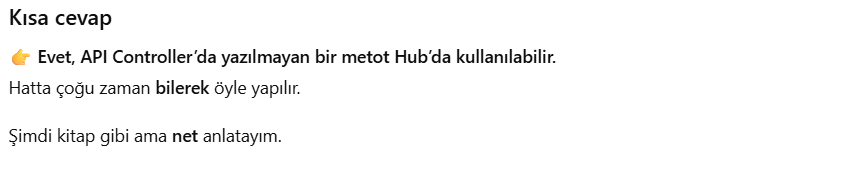 Kısa cevap
👉 Evet, API Controller’da yazılmayan bir metot Hub’da kullanılabilir.
Hatta çoğu zaman bilerek öyle yapılır.
Şimdi kitap gibi ama net anlatayım.